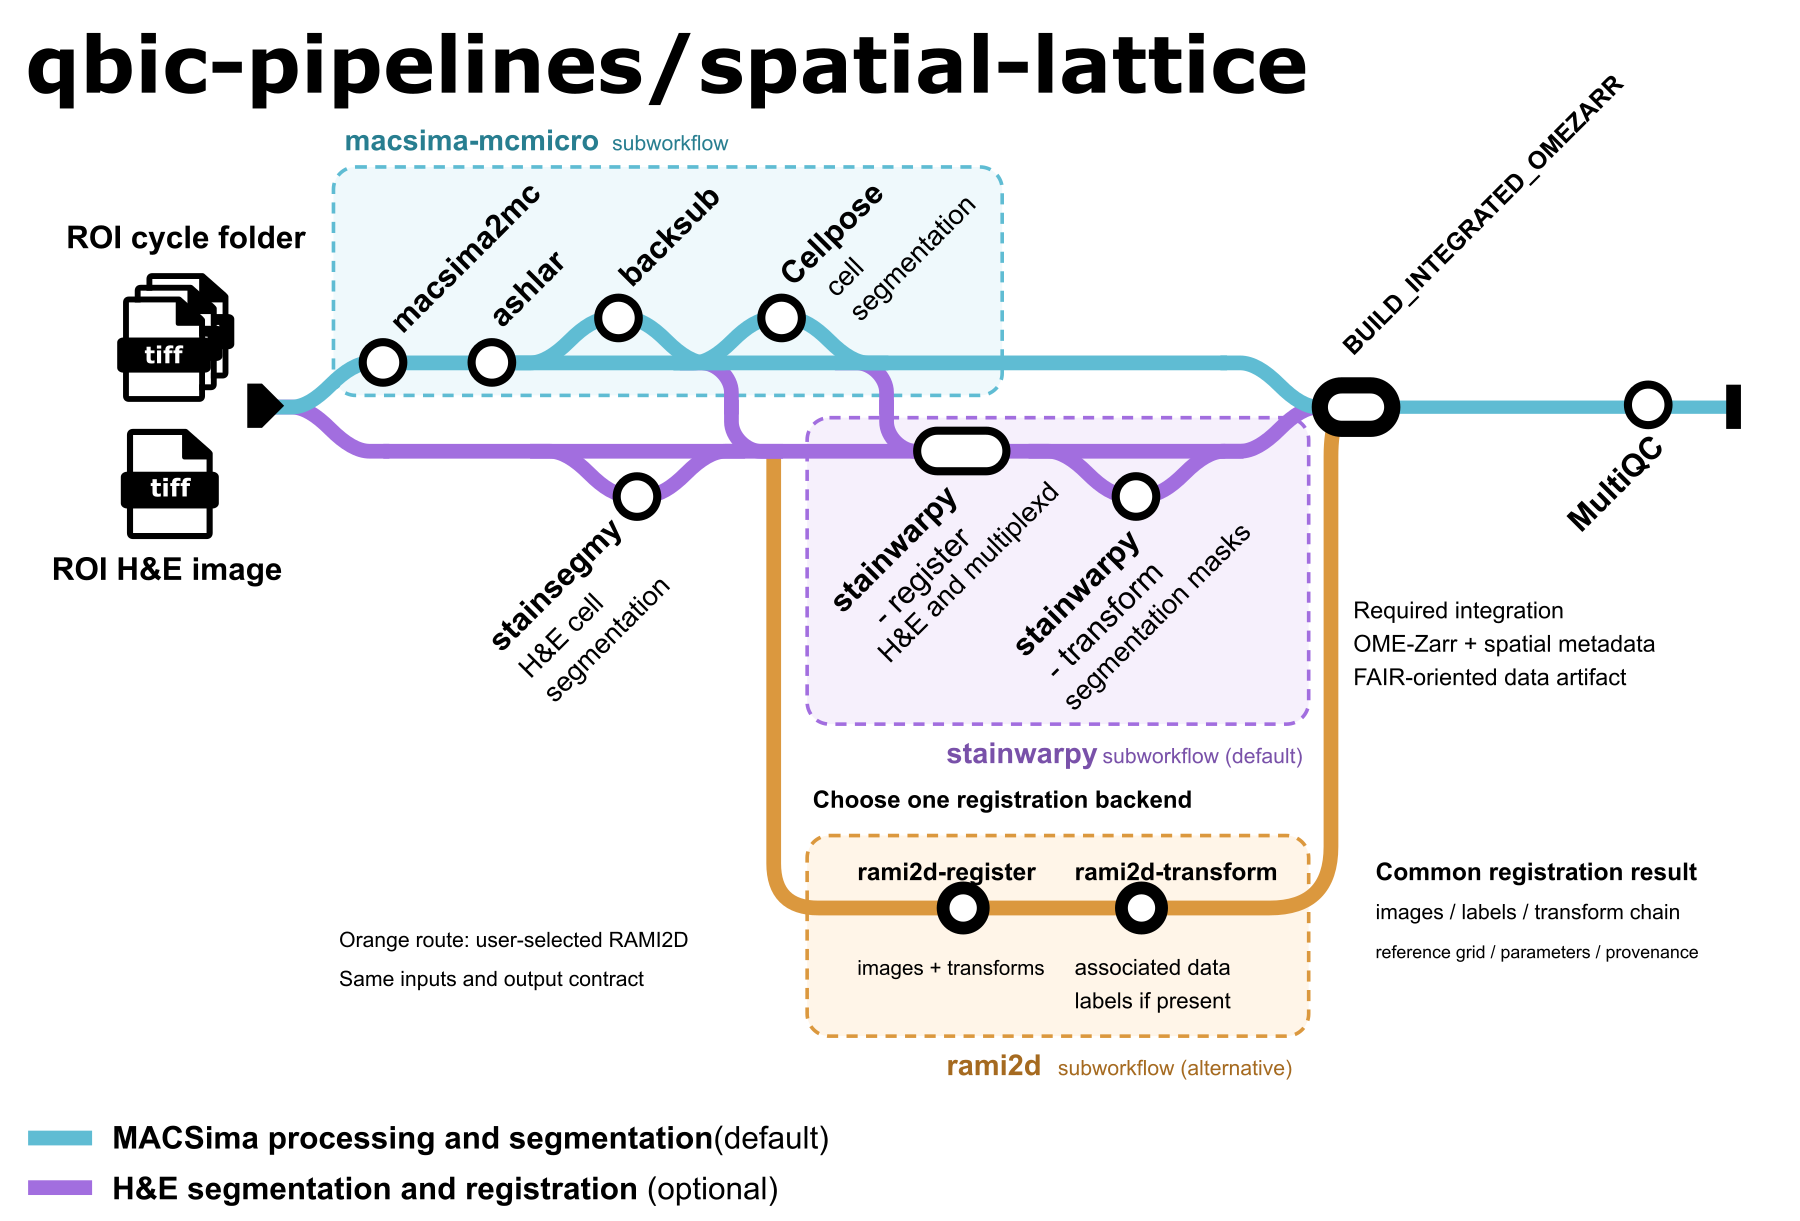 qbic-pipelines/spatial-lattice
macsima-mcmicro subworkflow
BUILD_INTEGRATED_OMEZARR
ROI cycle folder
macsima2mc
ashlar
backsub
Cellpose
cell
segmentation
tiff
tiff
ROI H&E image
stainsegmy
H&E cell
segmentation
stainwarpy
- register
H&E and multiplexd
stainwarpy
- transform
segmentation masks
MultiQC
Required integration
OME-Zarr + spatial metadata
FAIR-oriented data artifact
stainwarpy subworkflow (default)
Choose one registration backend
rami2d-register
rami2d-transform
images + transforms
associated data
labels if present
rami2d subworkflow (alternative)
Common registration result
images / labels / transform chain
reference grid / parameters / provenance
Orange route: user-selected RAMI2D
Same inputs and output contract
MACSima processing and segmentation(default)
H&E segmentation and registration (optional)